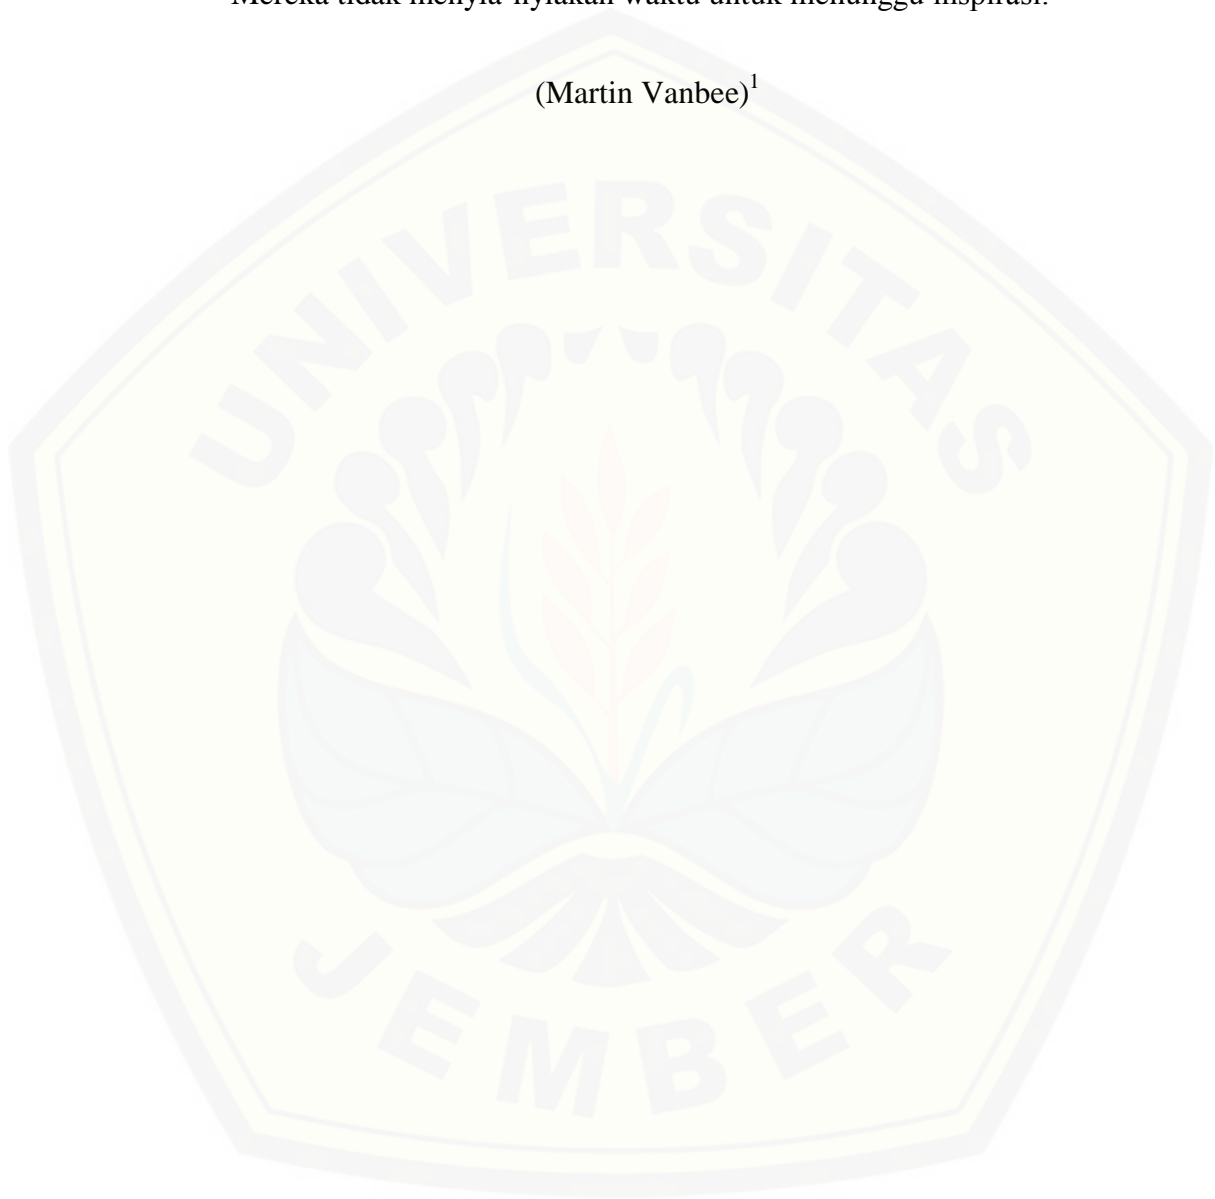 Mereka tidak menyia-nyiakan waktu untuk menunggu inspirasi.
(Martin Vanbee)¹
UNIVERSITAS
JEMBER